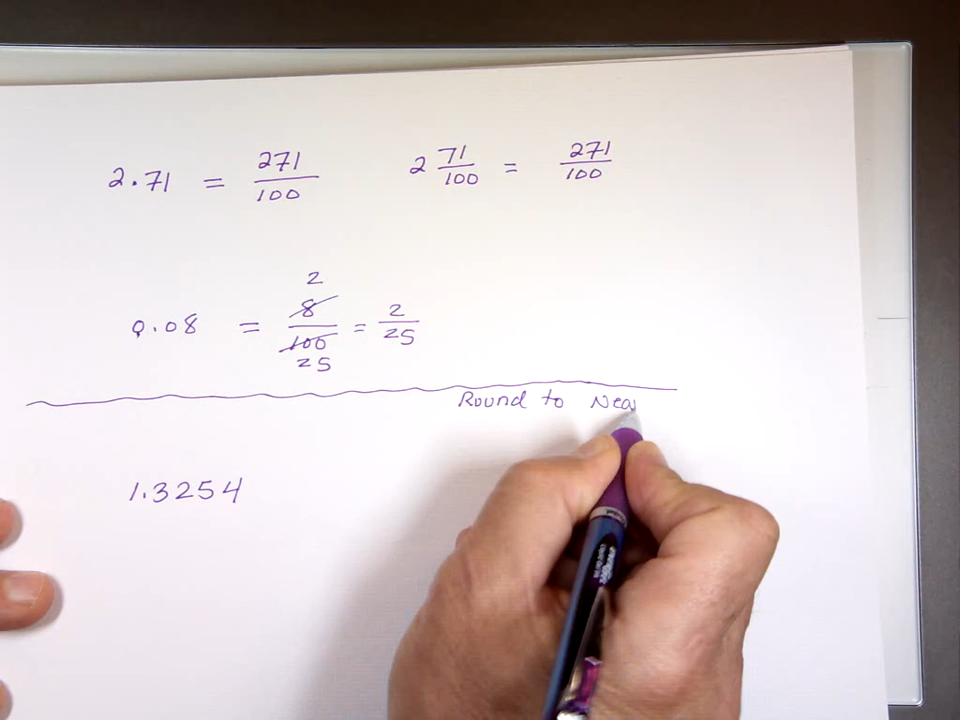 2.71 = 271/100 2 71/100 = 271/100
2
0.08 = 8/100 = 2/25
25
Round to Nea
1.3254